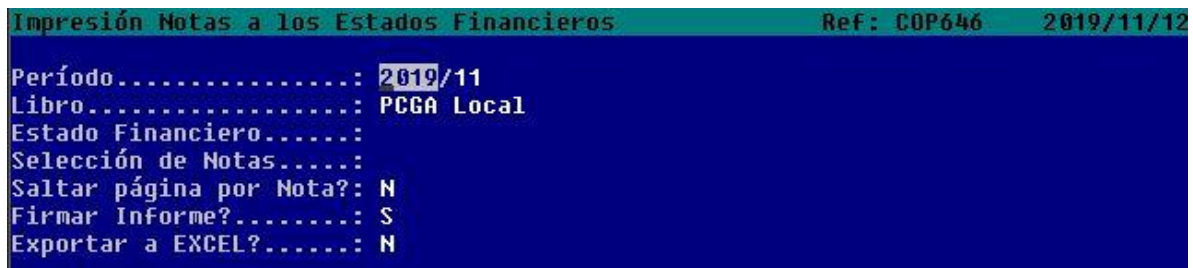 Impresión Notas a los Estados Financieros Ref: COP646 2019/11/12
Período.................: 2019/11
Libro...................: PCGA Local
Estado Financiero......:
Selección de Notas.....:
Saltar página por Nota?: N
Firmar Informe?........: S
Exportar a EXCEL?......: N